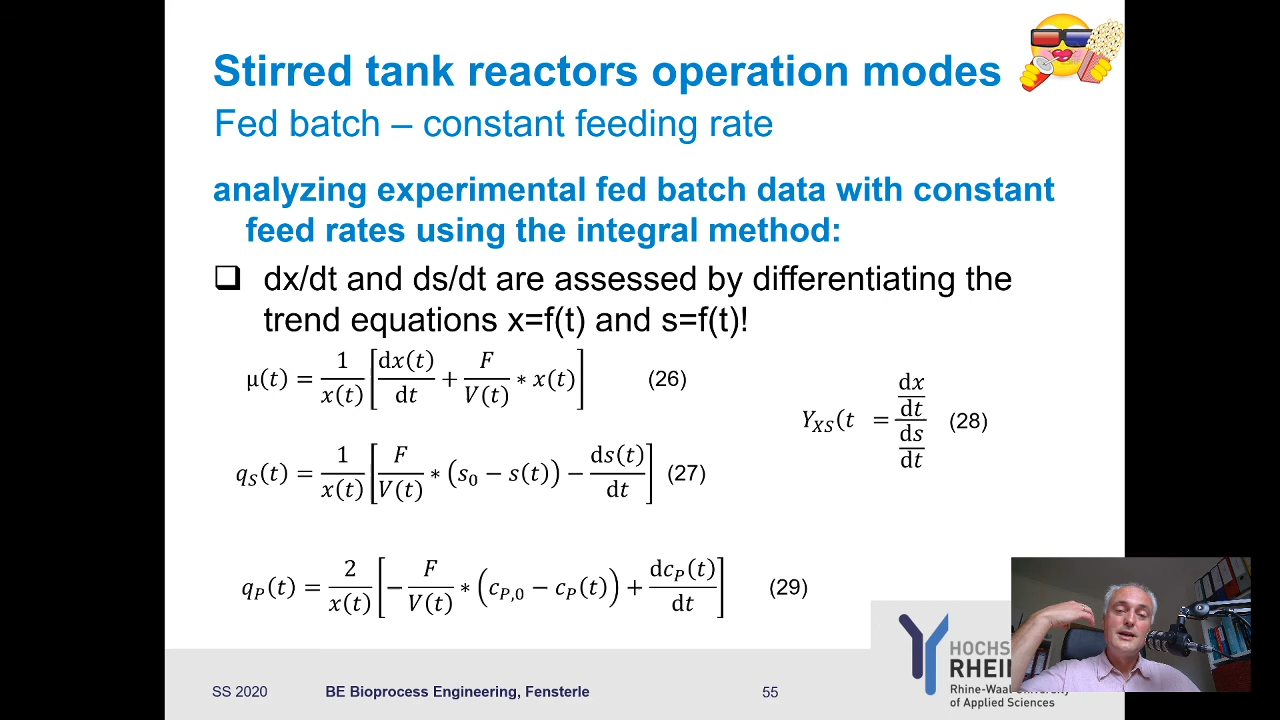 Stirred tank reactors operation modes
Fed batch – constant feeding rate
analyzing experimental fed batch data with constant
feed rates using the integral method:
❑ dx/dt and ds/dt are assessed by differentiating the
trend equations x=f(t) and s=f(t)!
μ(t) = 1/x(t) [dx(t)/dt + F/V(t) * x(t)] (26)
Y_XS(t = (dx/dt)/(ds/dt) (28)
q_S(t) = 1/x(t) [F/V(t) * (s_0 − s(t)) − ds(t)/dt] (27)
q_P(t) = 2/x(t) [−F/V(t) * (c_P,0 − c_P(t)) + dc_P(t)/dt] (29)
HOCHS
RHEI
Rhine-Waal University
of Applied Sciences
SS 2020 BE Bioprocess Engineering, Fensterle 55